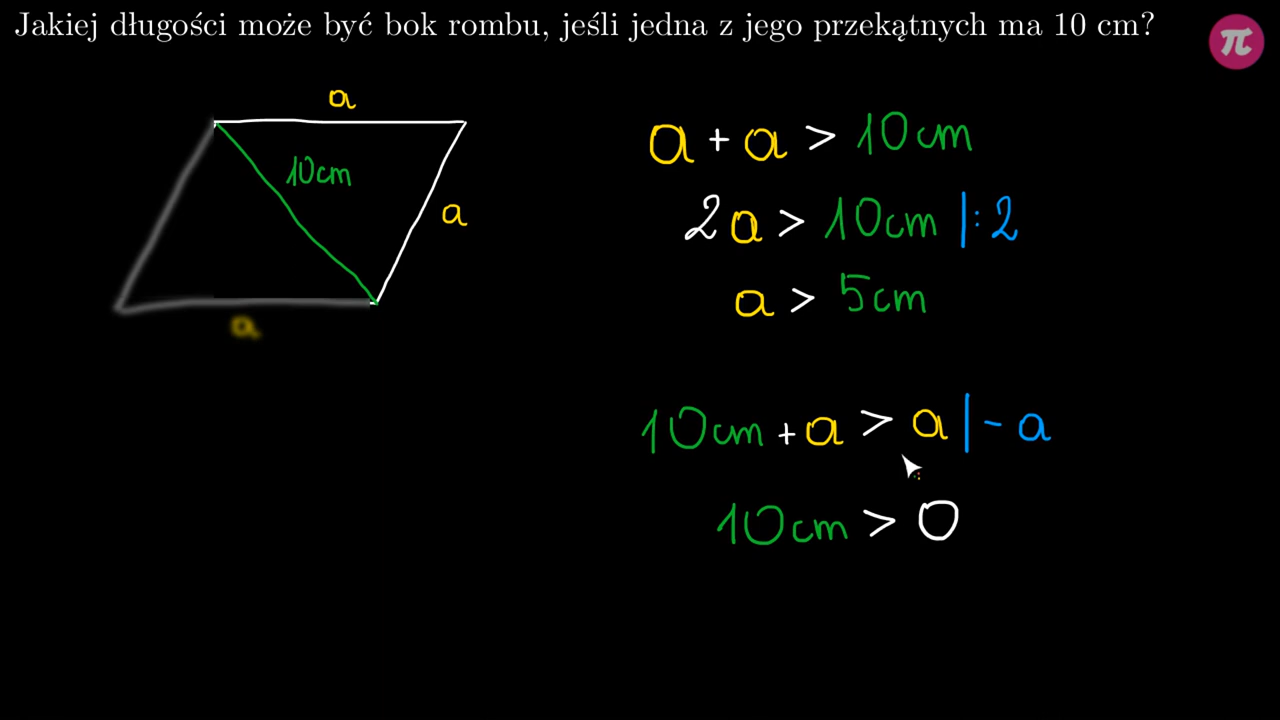 Jakiej długości może być bok rombu, jeśli jedna z jego przekątnych ma 10 cm?
π
a
10cm
a
a
a + a > 10cm
2a > 10cm |:2
a > 5cm
10cm + a > a |- a
10cm > 0